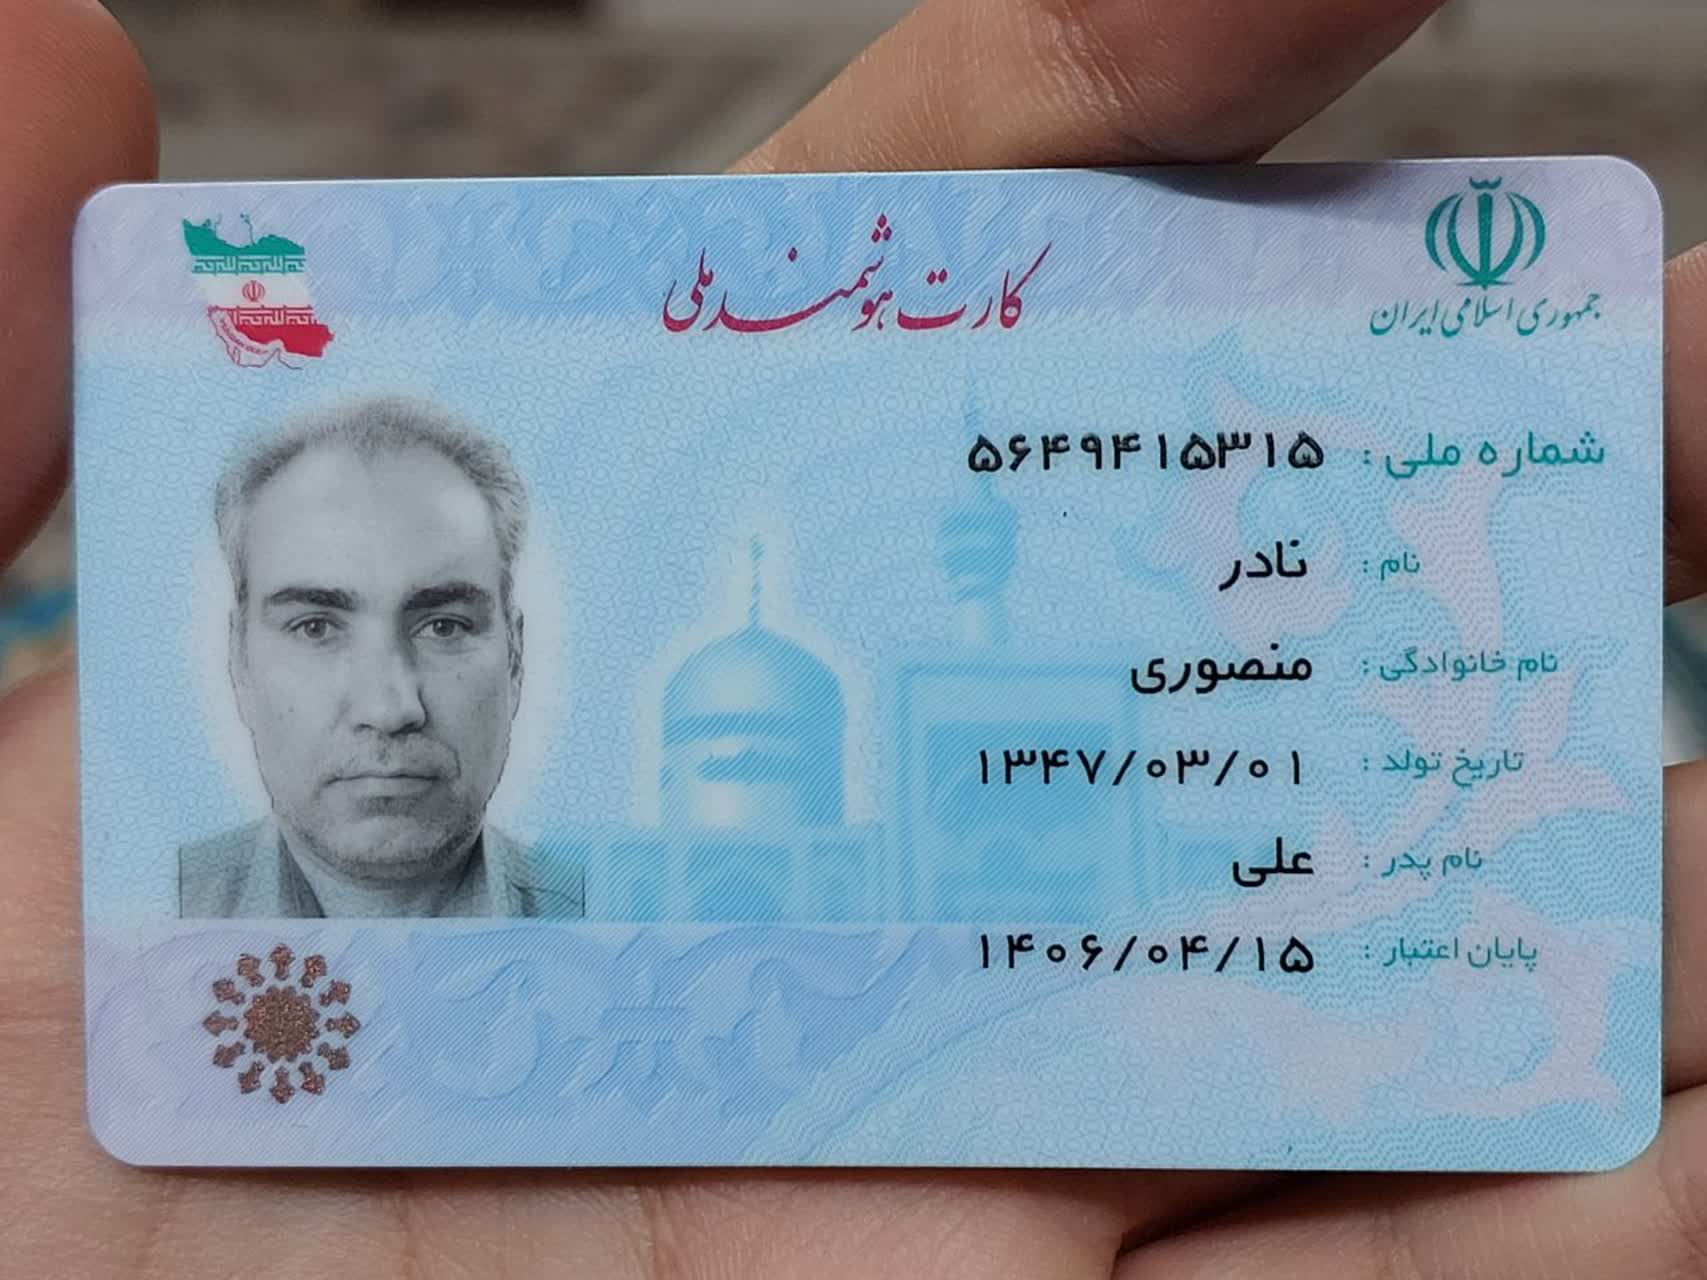 جمهوری اسلامی ایران
کارت هوشمند ملی
شماره ملی : ۵۶۴۹۴۱۵۳۱۵
نام : نادر
نام خانوادگی : منصوری
تاریخ تولد : ۱۳۴۷/۰۳/۰۱
نام پدر : علی
پایان اعتبار : ۱۴۰۶/۰۴/۱۵